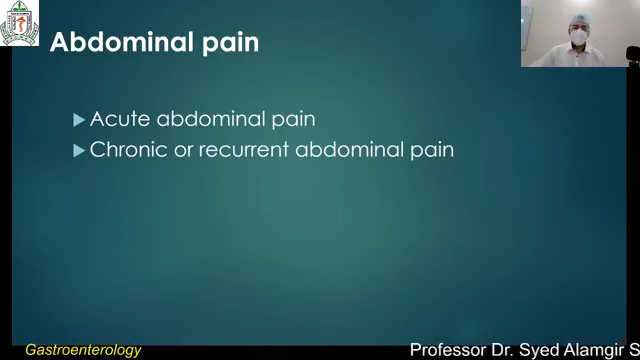 Abdominal pain
Acute abdominal pain
Chronic or recurrent abdominal pain
Gastroenterology
Professor Dr. Syed Alamgir S